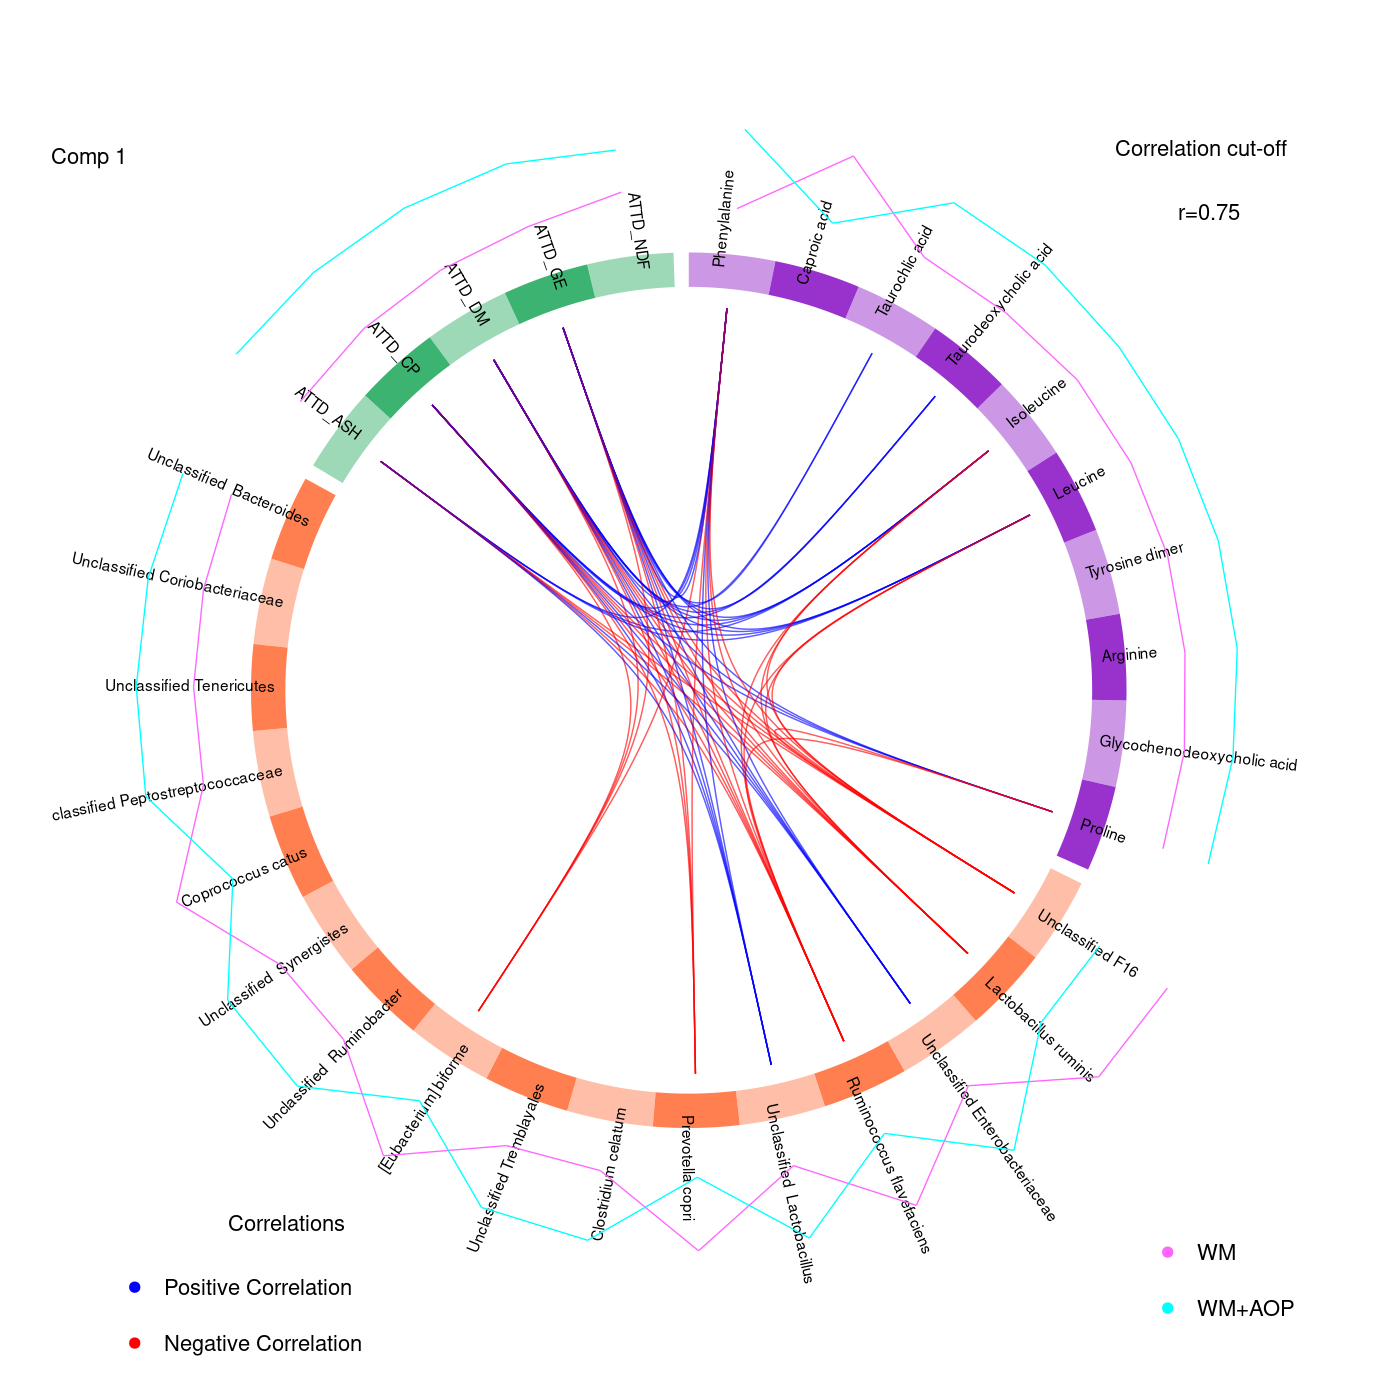 Comp 1
Correlation cut-off
r=0.75
Phenylalanine
Caproic acid
Taurochlic acid
Taurodeoxycholic acid
Isoleucine
Leucine
Tyrosine dimer
Arginine
Glycochenodeoxycholic acid
Proline
Unclassified F16
Lactobacillus ruminis
Unclassified Enterobacteriaceae
Ruminococcus flavefaciens
Unclassified Lactobacillus
Prevotella copri
Clostridium celatum
Unclassified Tremblayales
[Eubacterium] biforme
Unclassified Ruminobacter
Unclassified Synergistes
Coprococcus catus
classified Peptostreptococcaceae
Unclassified Tenericutes
Unclassified Coriobacteriaceae
Unclassified Bacteroides
ATTD_ASH
ATTD_CP
ATTD_DM
ATTD_GE
ATTD_NDF
Correlations
Positive Correlation
Negative Correlation
WM
WM+AOP